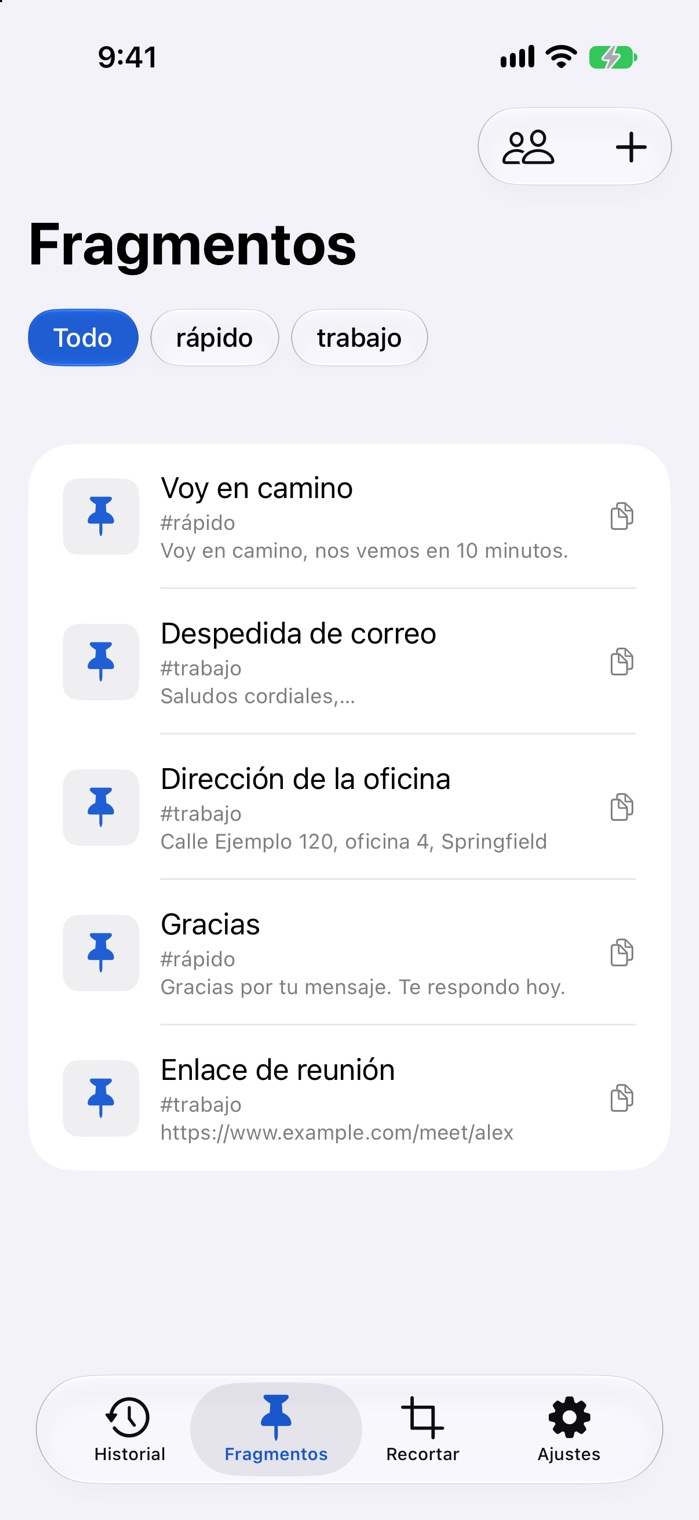 9:41
Fragmentos
Todo
rápido
trabajo
Voy en camino
#rápido
Voy en camino, nos vemos en 10 minutos.
Despedida de correo
#trabajo
Saludos cordiales,...
Dirección de la oficina
#trabajo
Calle Ejemplo 120, oficina 4, Springfield
Gracias
#rápido
Gracias por tu mensaje. Te respondo hoy.
Enlace de reunión
#trabajo
https://www.example.com/meet/alex
Historial
Fragmentos
Recortar
Ajustes